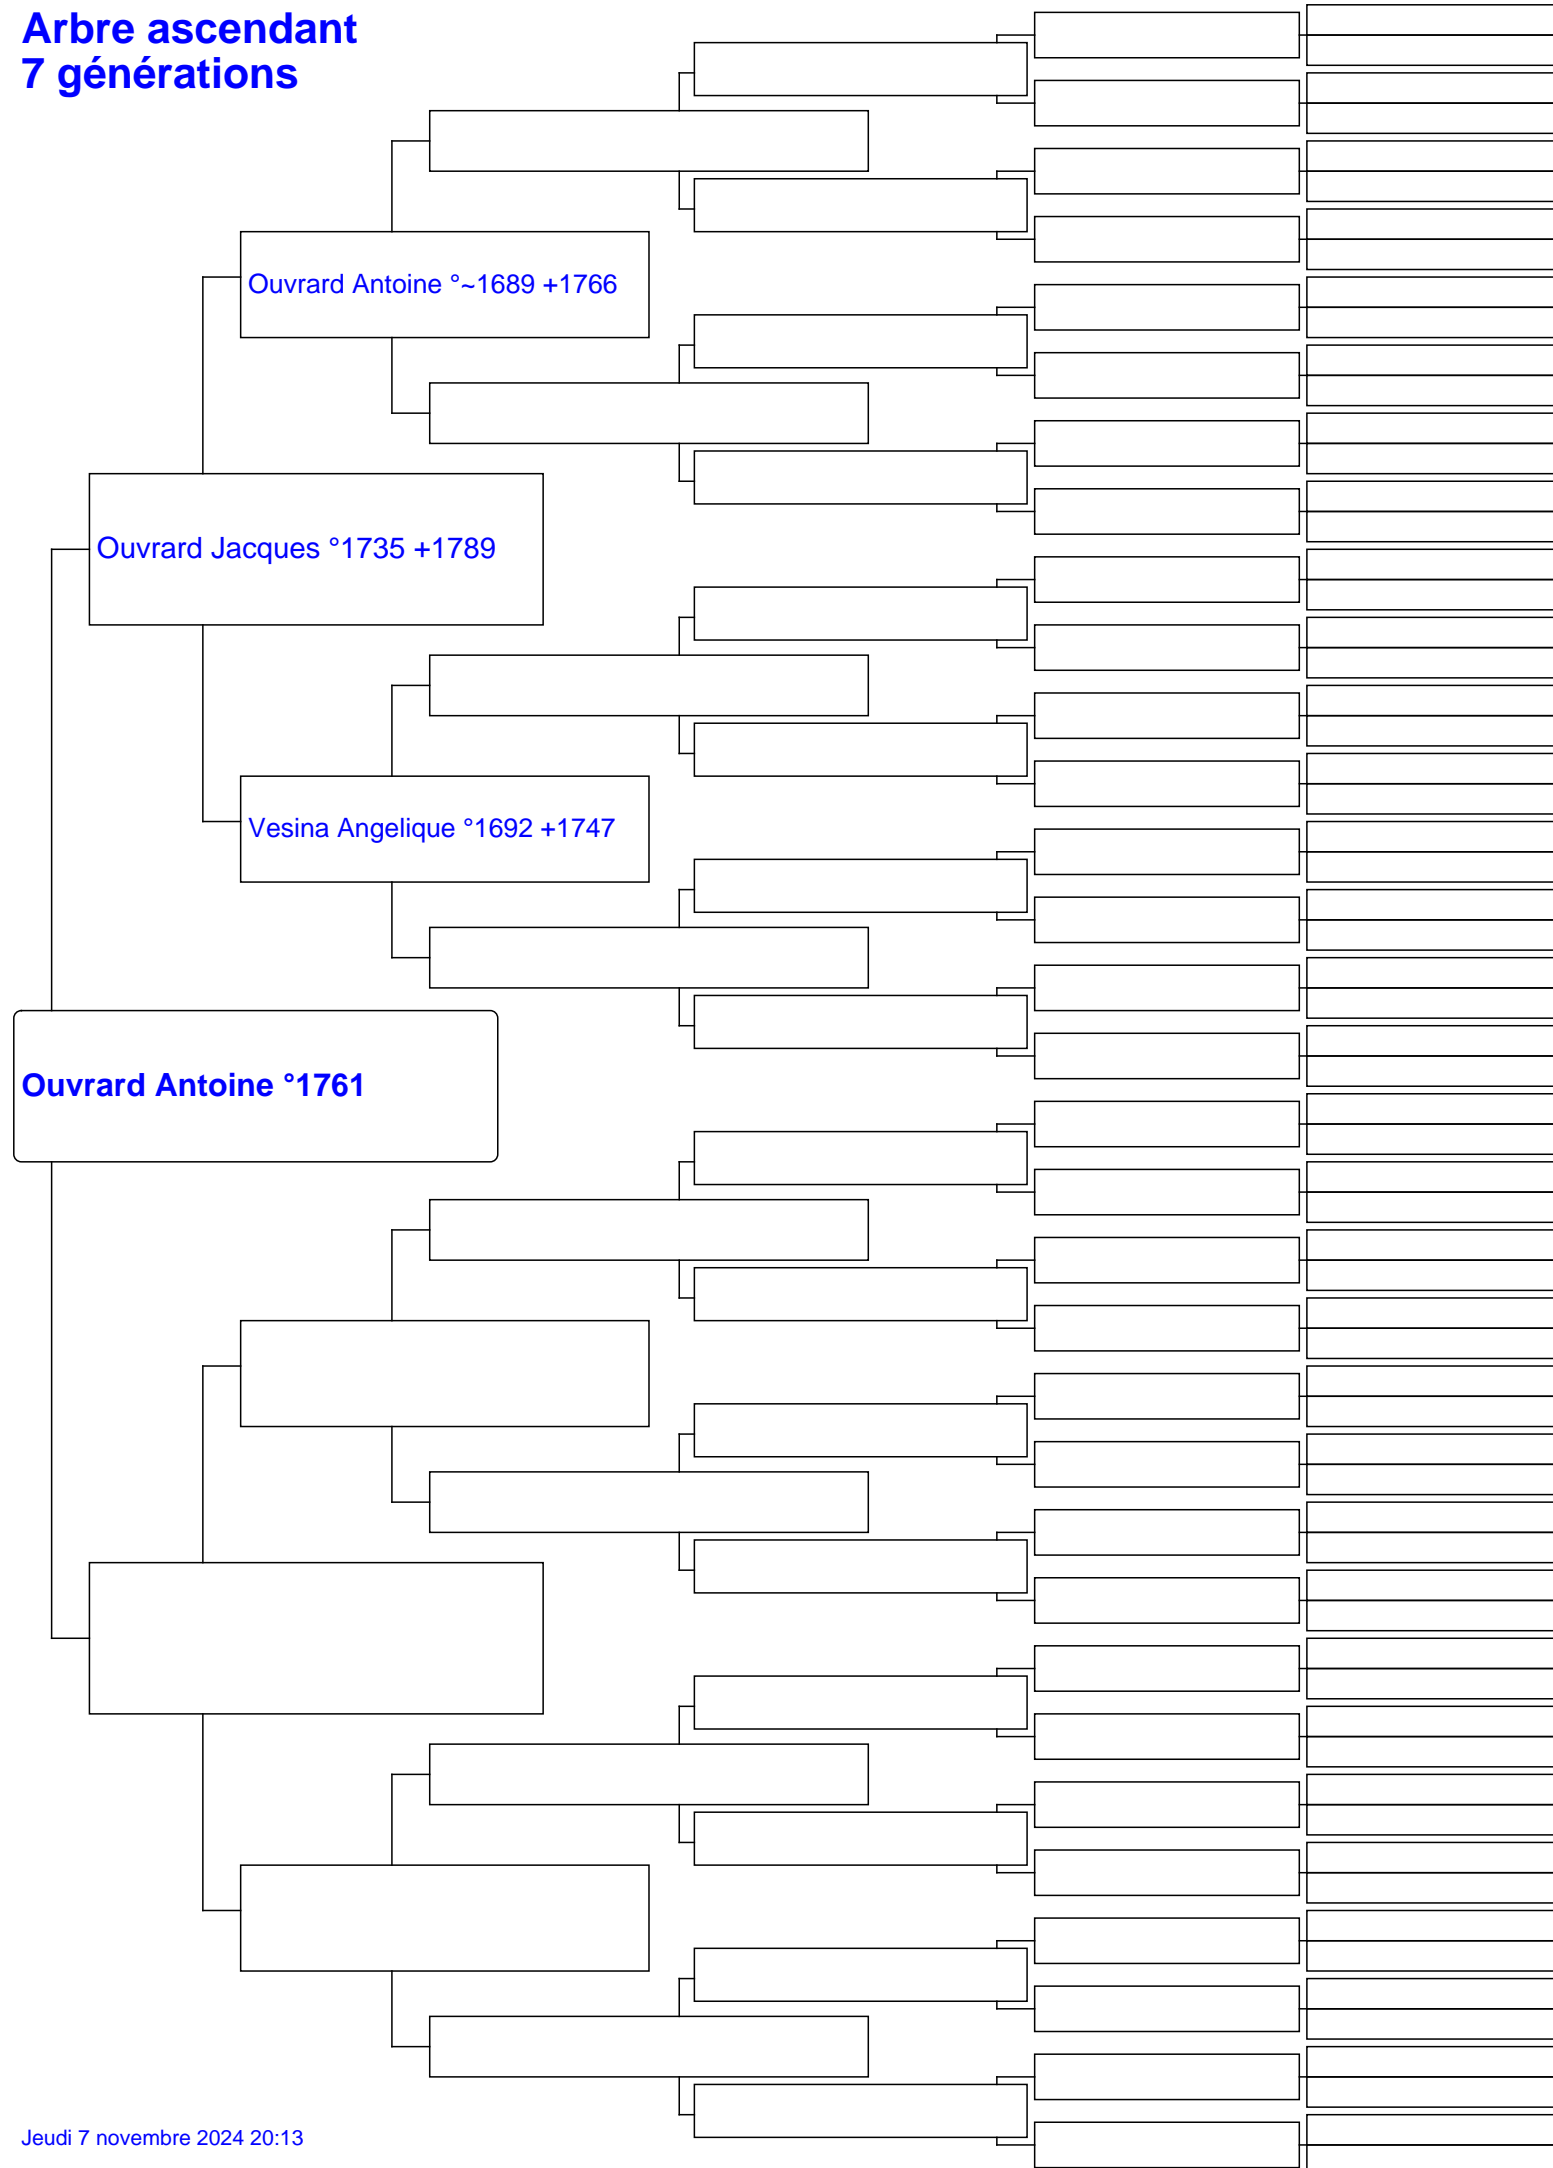 Arbre ascendant
7 générations
Ouvrard Antoine °~1689 +1766
Ouvrard Jacques °1735 +1789
Vesina Angelique °1692 +1747
Ouvrard Antoine °1761
Jeudi 7 novembre 2024 20:13